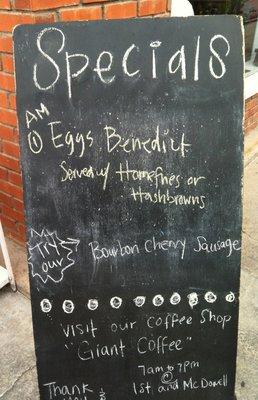 Specials
AM
① Eggs Benedict
Served w/ Homefries or
Hashbrowns
TRY
our
Bourbon Cherry Sausage
Visit our coffee Shop
"Giant Coffee"
7am to 7pm
@
1st and McDowell
Thank